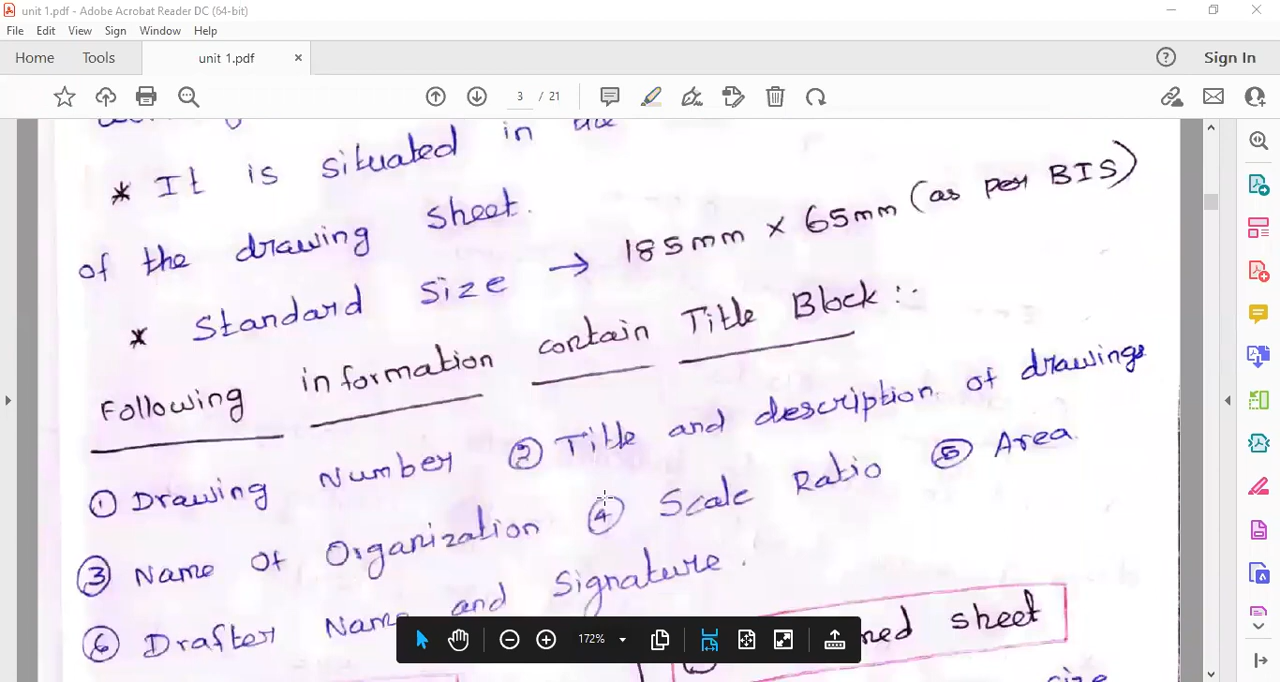 unit 1.pdf - Adobe Acrobat Reader DC (64-bit)
File Edit View Sign Window Help
Home Tools unit 1.pdf × Sign In
3 / 21
in
* It is situated in the
of the drawing sheet.
* Standard Size → 185mm × 65mm (as per BIS)
Following information contain Title Block :-
① Drawing Number ② Title and description of drawings
③ Name of Organization ④ Scale Ratio ⑤ Area
⑥ Drafter Name and Signature.
172%
ned sheet
size